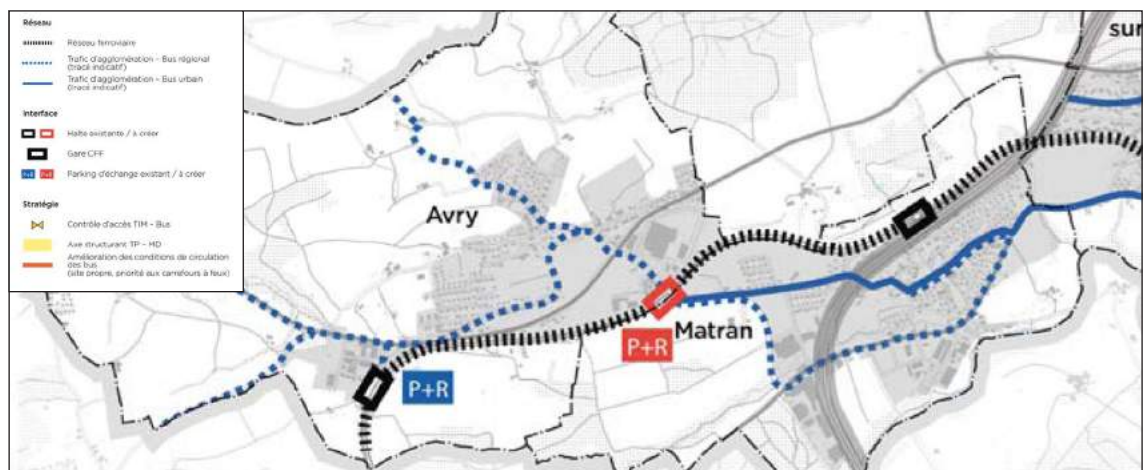 Réseau
Réseau ferroviaire
Trafic d'agglomération – Bus régional
(tracé indicatif)
Trafic d'agglomération – Bus urbain
(tracé indicatif)
Interface
Halte existante / à créer
Gare CFF
P+R P+R Parking d'échange existant / à créer
Stratégie
Contrôle d'accès TIM – Bus
Axe structurant TP – MD
Amélioration des conditions de circulation
des bus
(site propre, priorité aux carrefours à feux)
sur
Avry
Matran
P+R
P+R